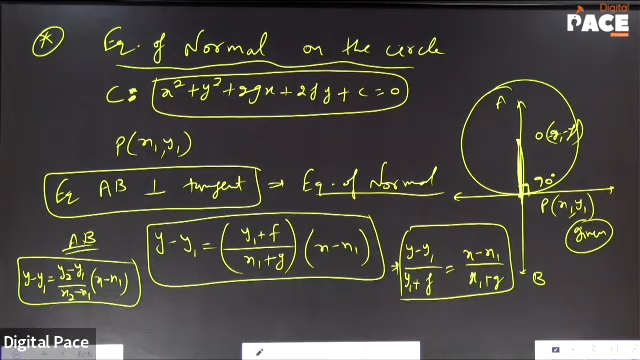 Digital
PACE
* Eq. of Normal on the circle
C: x²+y²+2gx+2fy+c=0
P(x₁,y₁)
Eq AB ⊥ tangent ⇒ Eq. of Normal
AB
y-y₁ = y₂-y₁/x₂-x₁ (x-x₁)
y-y₁ = (y₁+f/x₁+g) (x-x₁)
y-y₁/y₁+f = x-x₁/x₁+g
A
90°
P(x₁,y₁)
given
B
Digital Pace